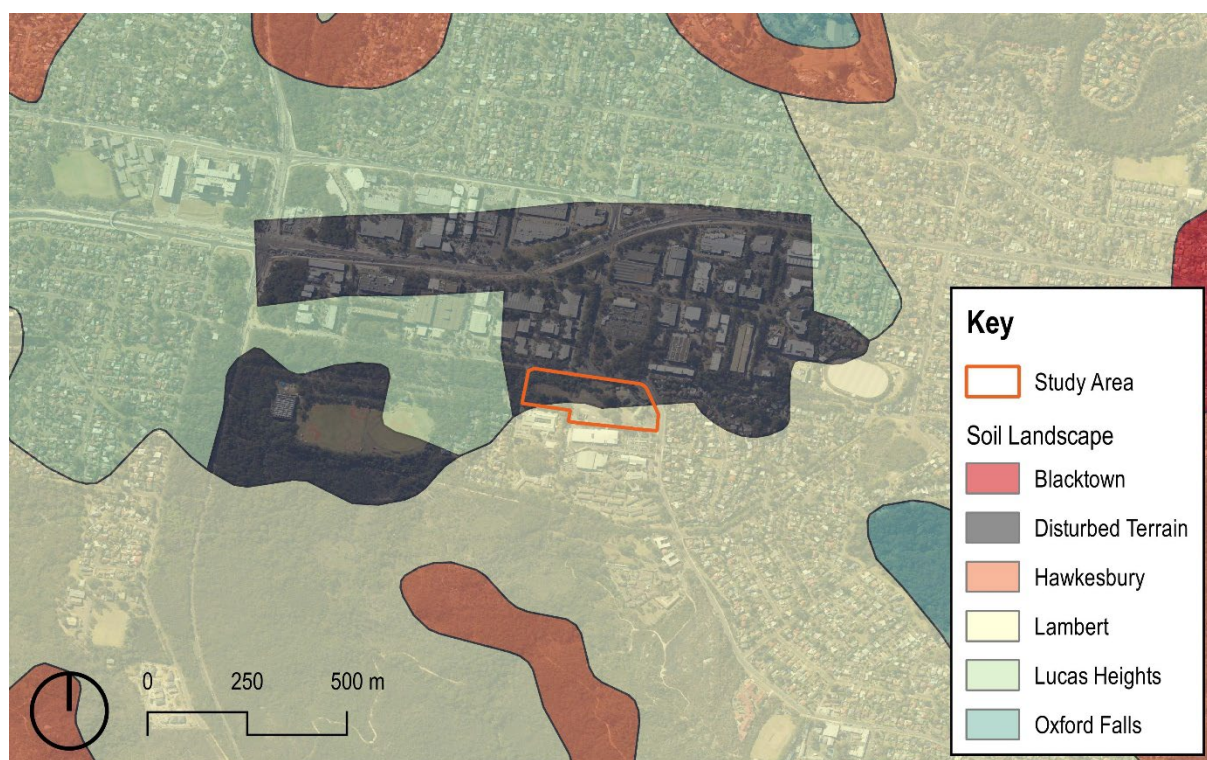 Key
Study Area
Soil Landscape
Blacktown
Disturbed Terrain
Hawkesbury
Lambert
Lucas Heights
Oxford Falls
0 250 500 m